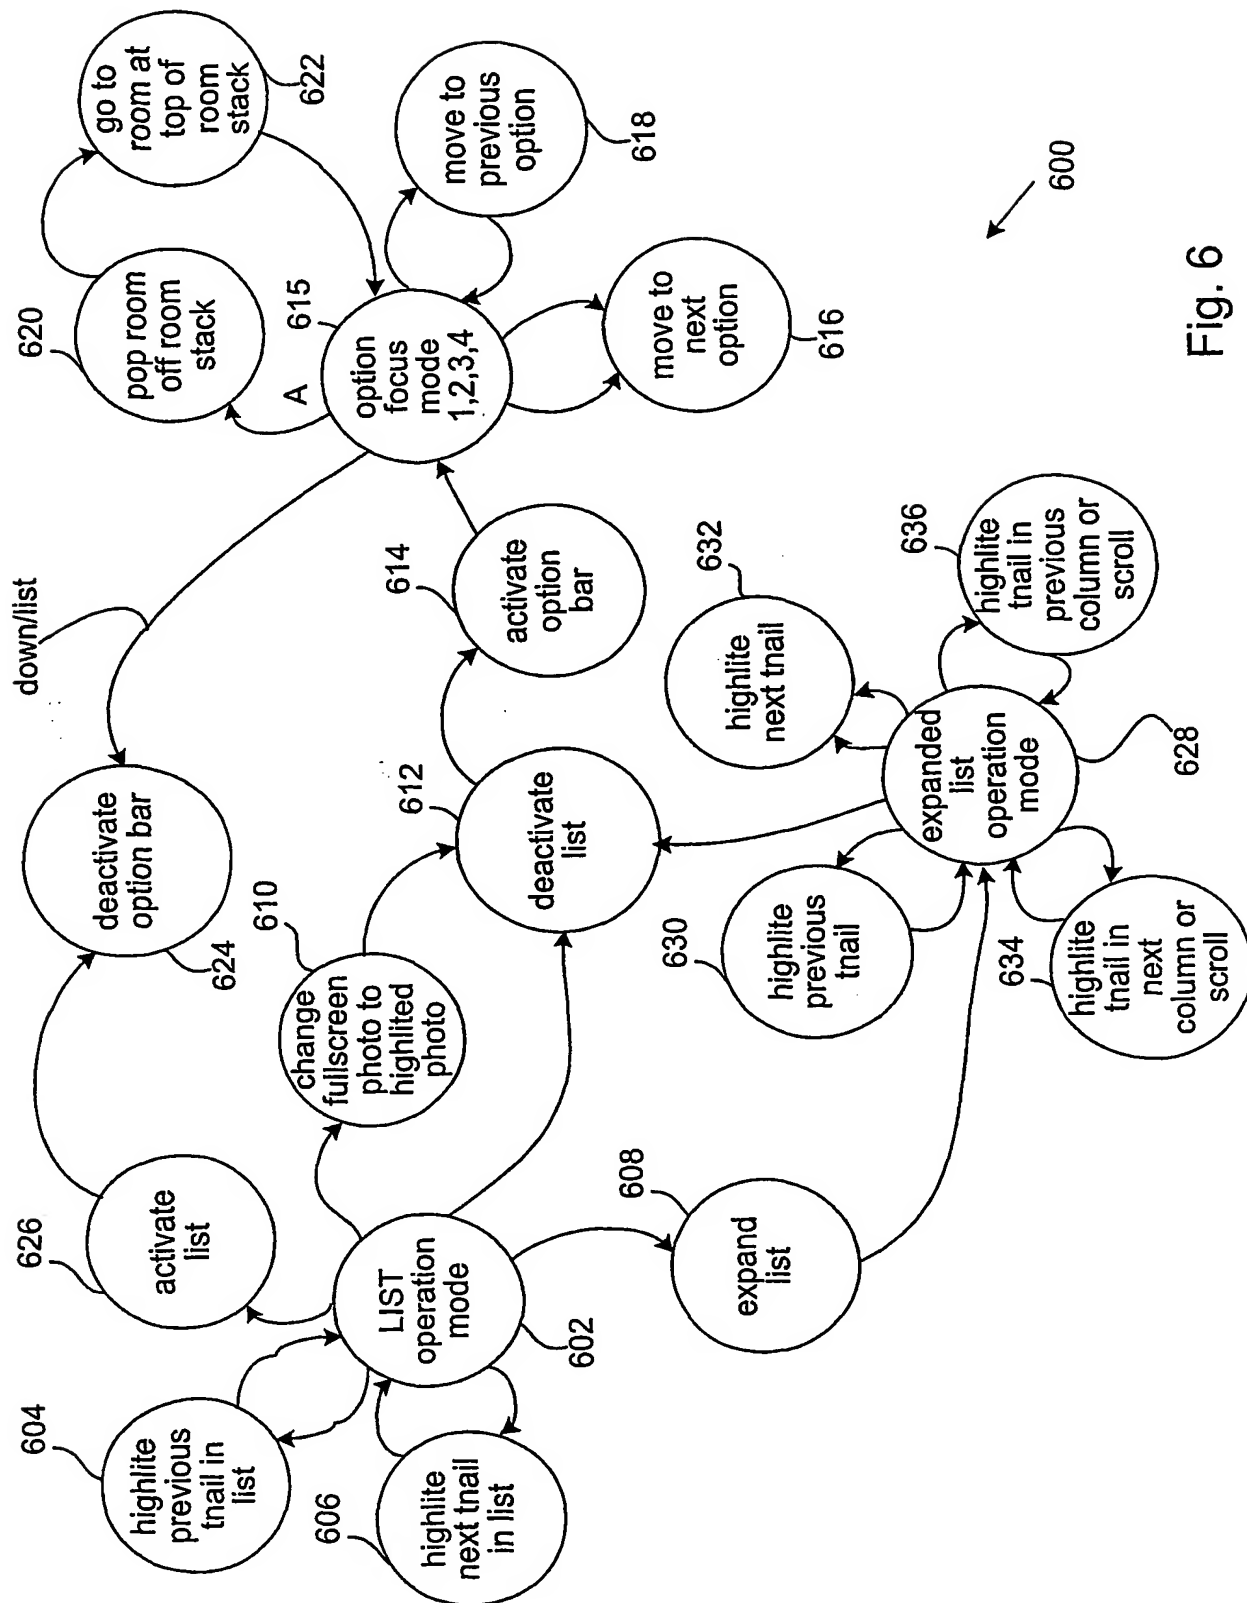 604
highlite
previous
tnail in
list
606
highlite
next tnail
in list
626
activate
list
LIST
operation
mode
602
608
expand
list
610
change
fullscreen
photo to
highlited
photo
624
deactivate
option bar
612
deactivate
list
down/list
614
activate
option
bar
A
615
option
focus
mode
1,2,3,4
620
pop room
off room
stack
go to
room at
top of
room
stack
622
move to
previous
option
618
move to
next
option
616
630
highlite
previous
tnail
632
highlite
next tnail
expanded
list
operation
mode
628
634
highlite
tnail in
next
column or
scroll
636
highlite
tnail in
previous
column or
scroll
600
Fig. 6